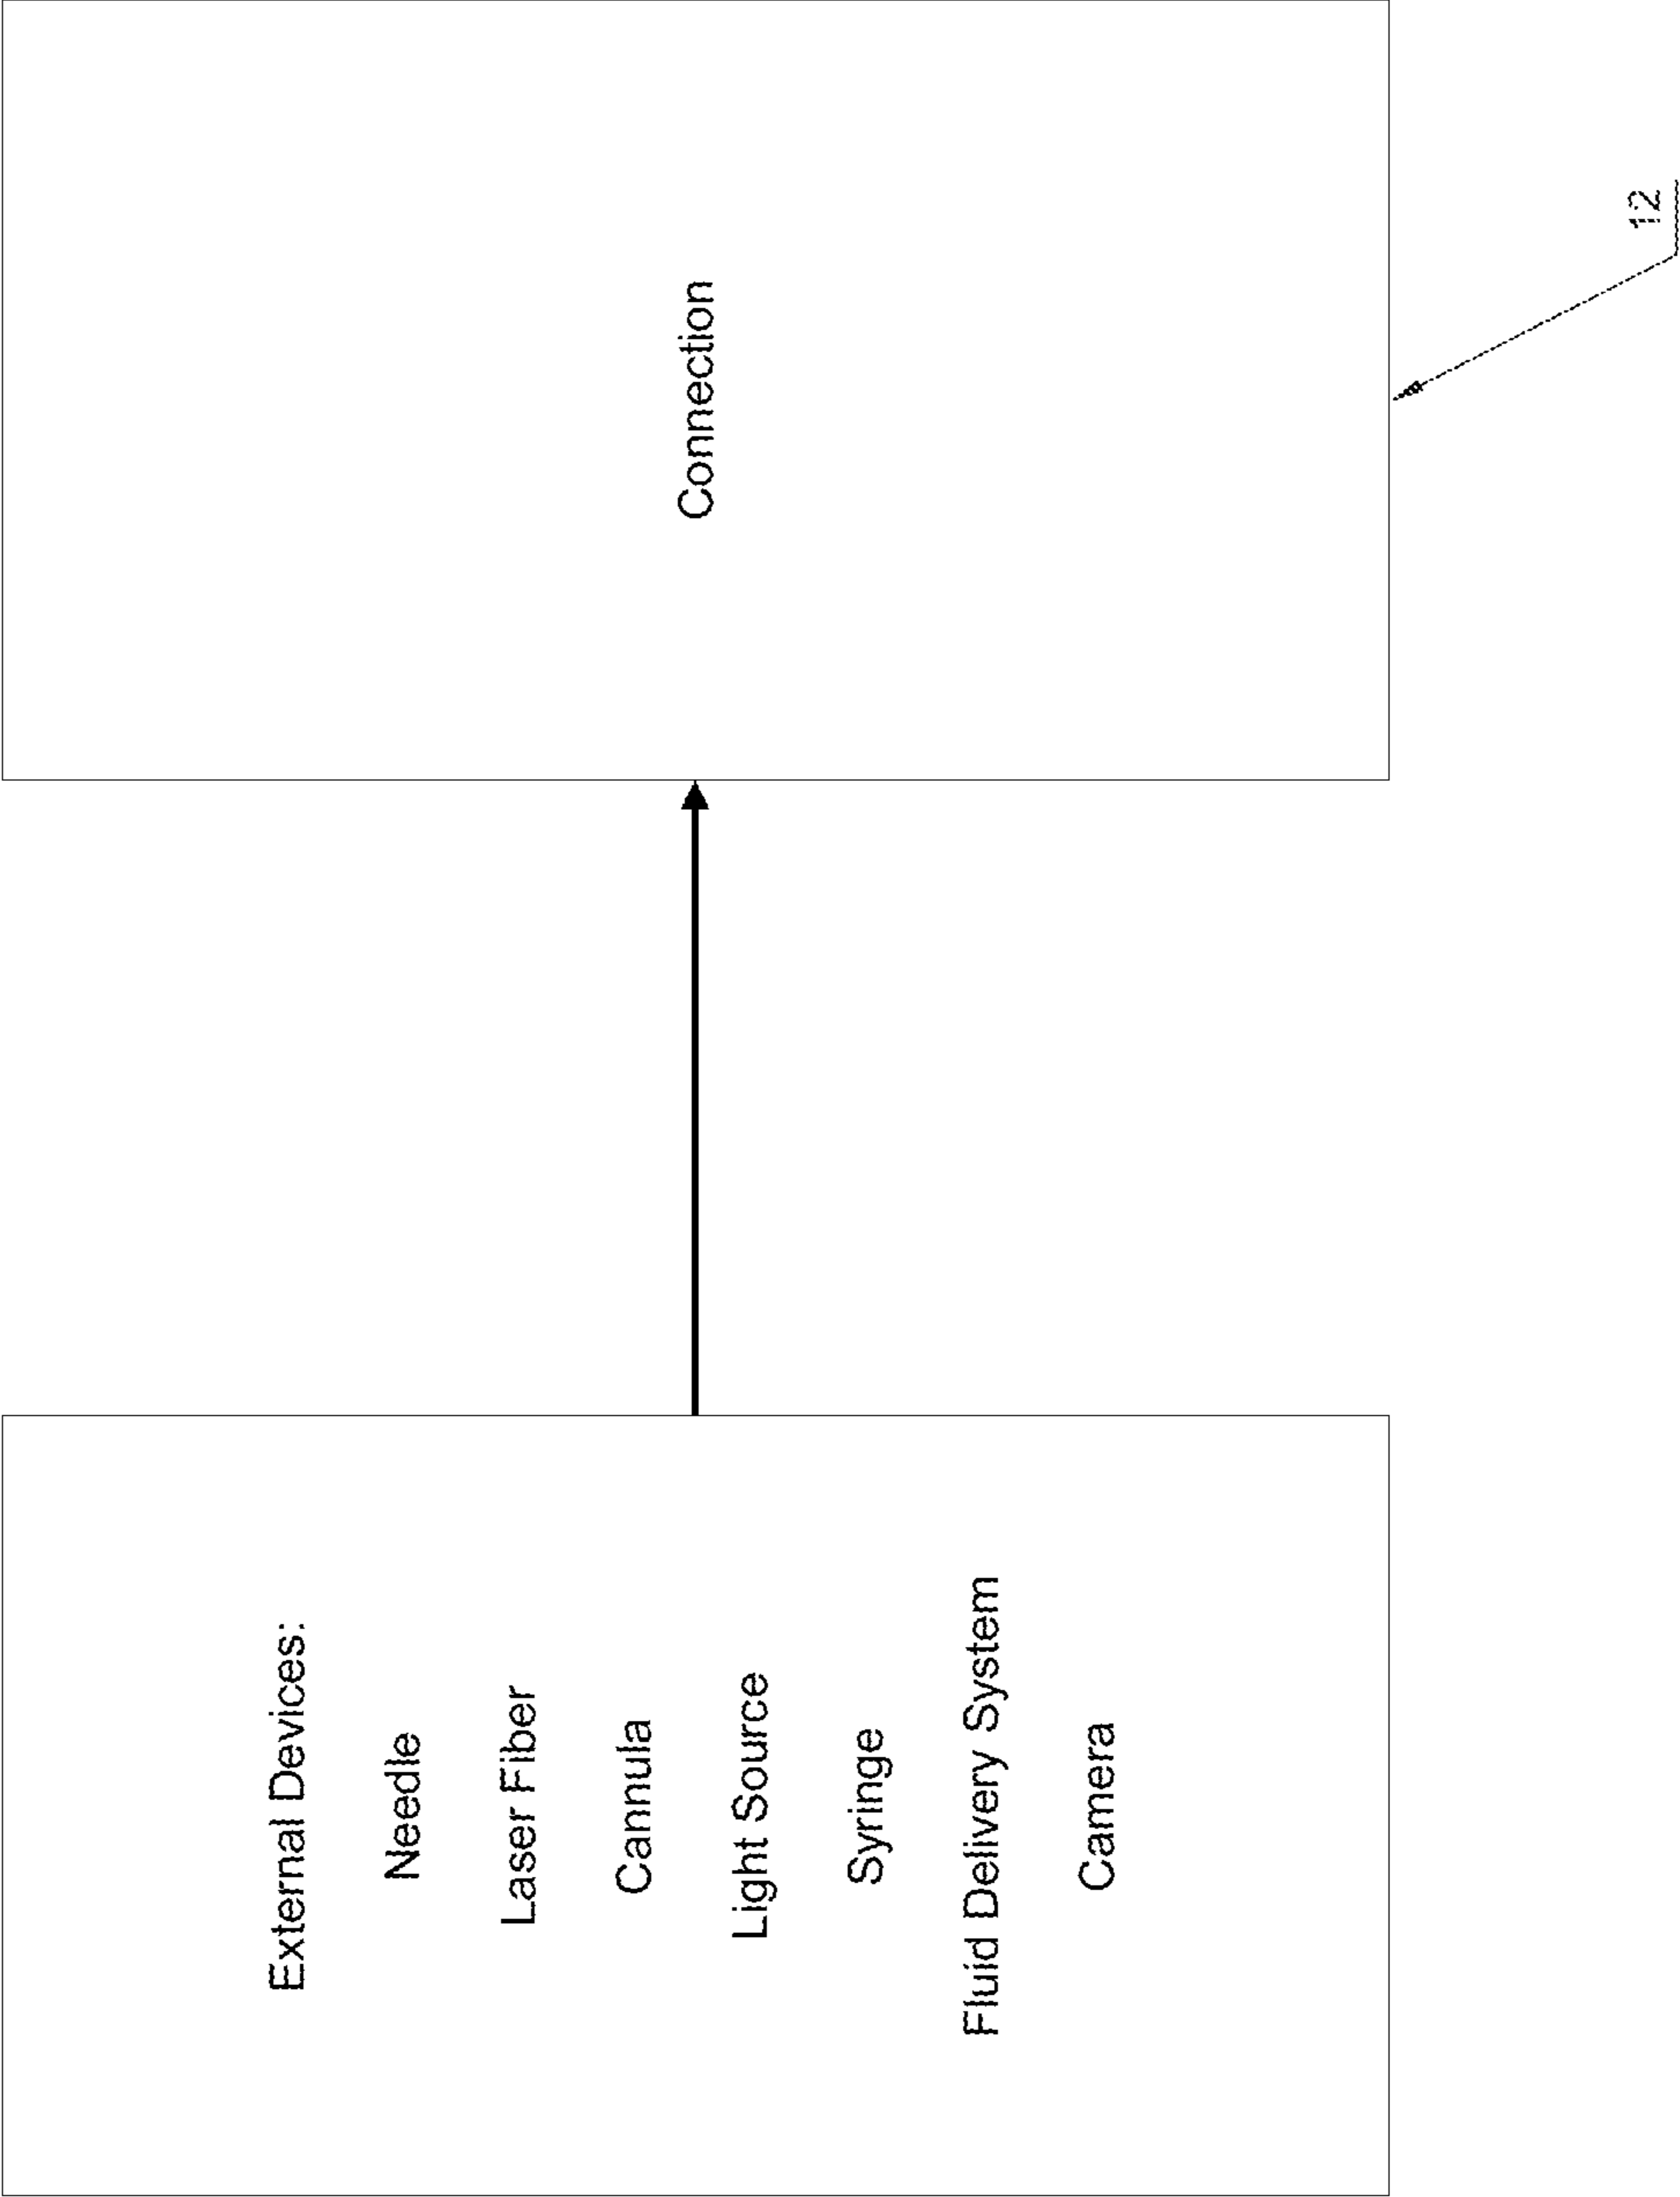 External Devices:
Needle
Laser Fiber
Cannula
Light Source
Syringe
Fluid Delivery System
Camera
Connection
12